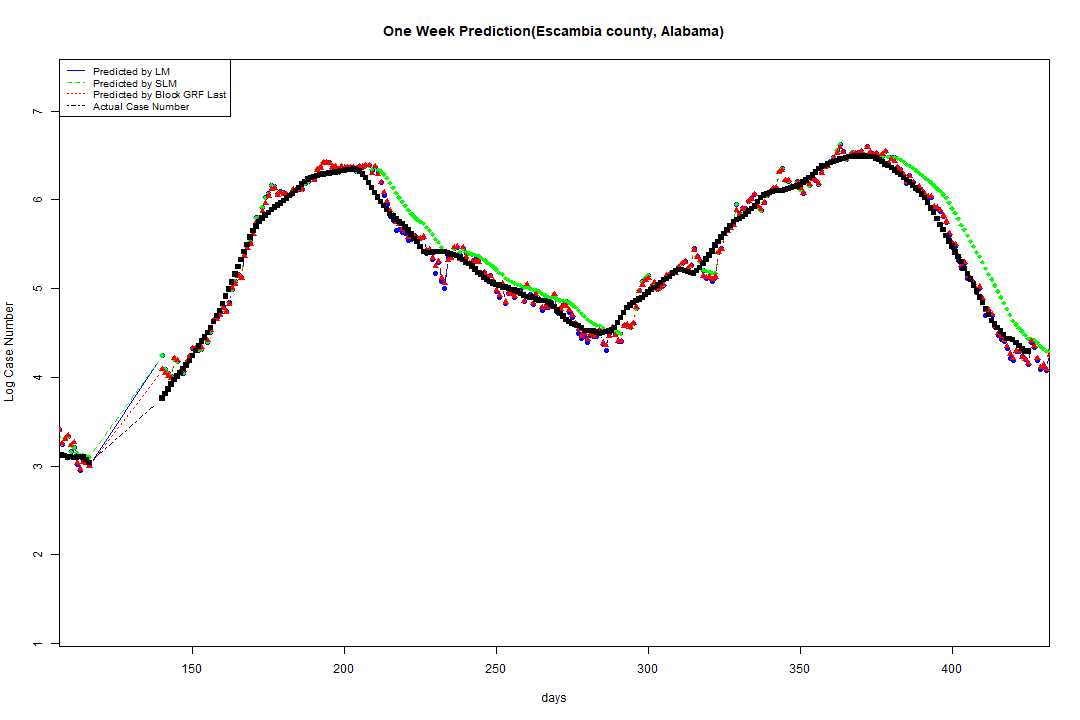 One Week Prediction(Escambia county, Alabama)
Predicted by LM
Predicted by SLM
Predicted by Block GRF Last
Actual Case Number
7
6
5
4
3
2
1
Log Case Number
150 200 250 300 350 400
days